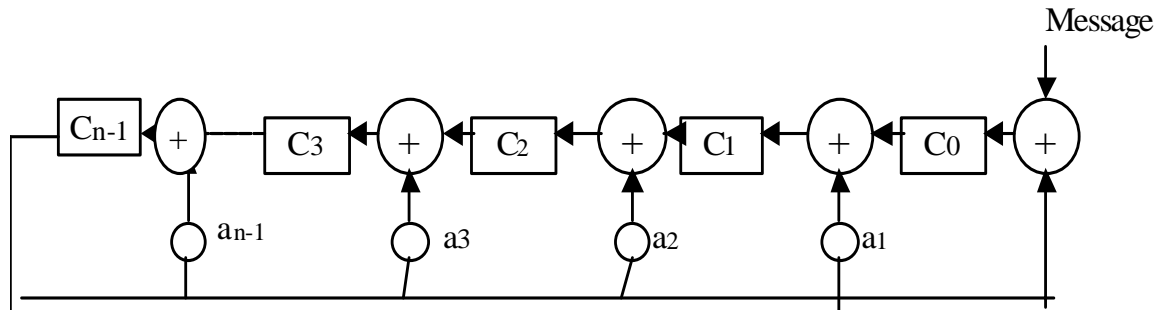 Message
Cn-1 + C3 + C2 + C1 + C0 +
an-1 a3 a2 a1